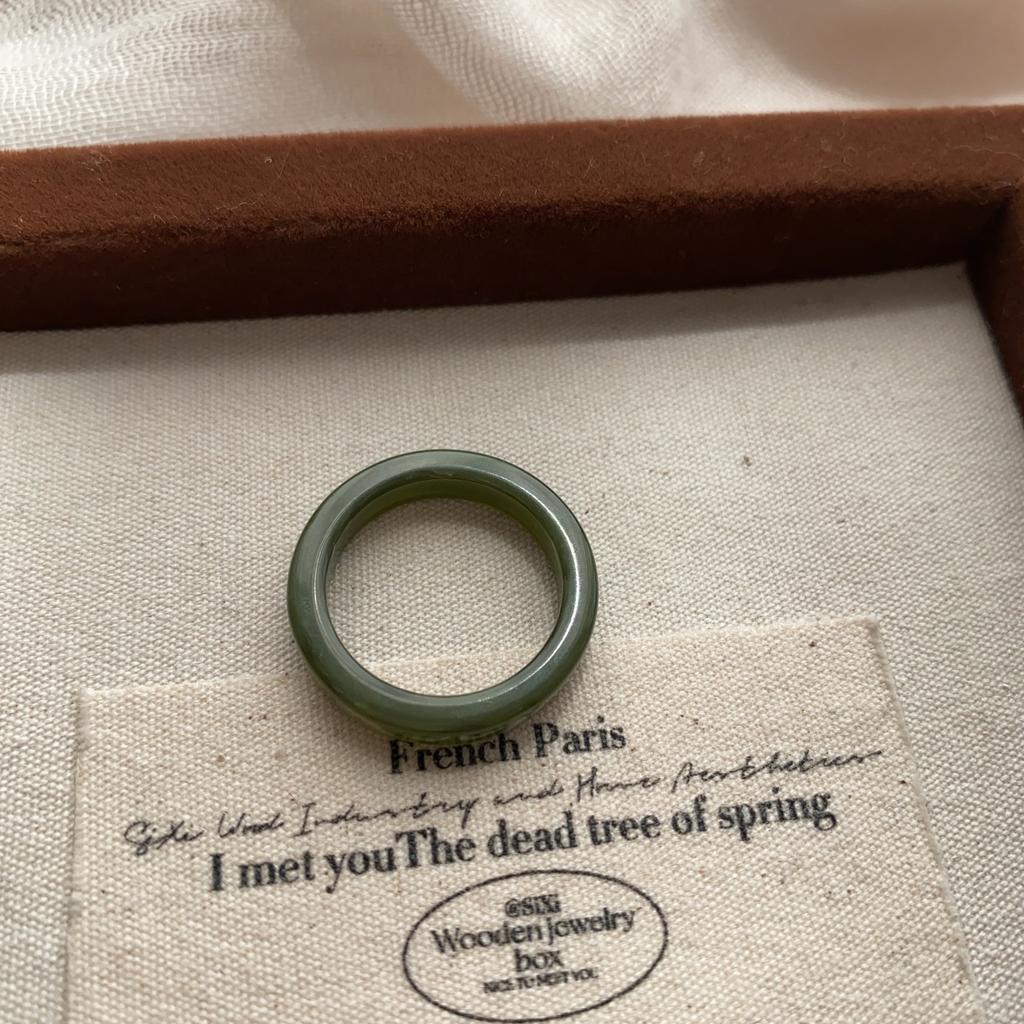 French Paris
Sixi Wood Industry and Home Aesthetics
I met youThe dead tree of spring
@SIXi
Wooden jewelry
box
NICE TO MEET YOU